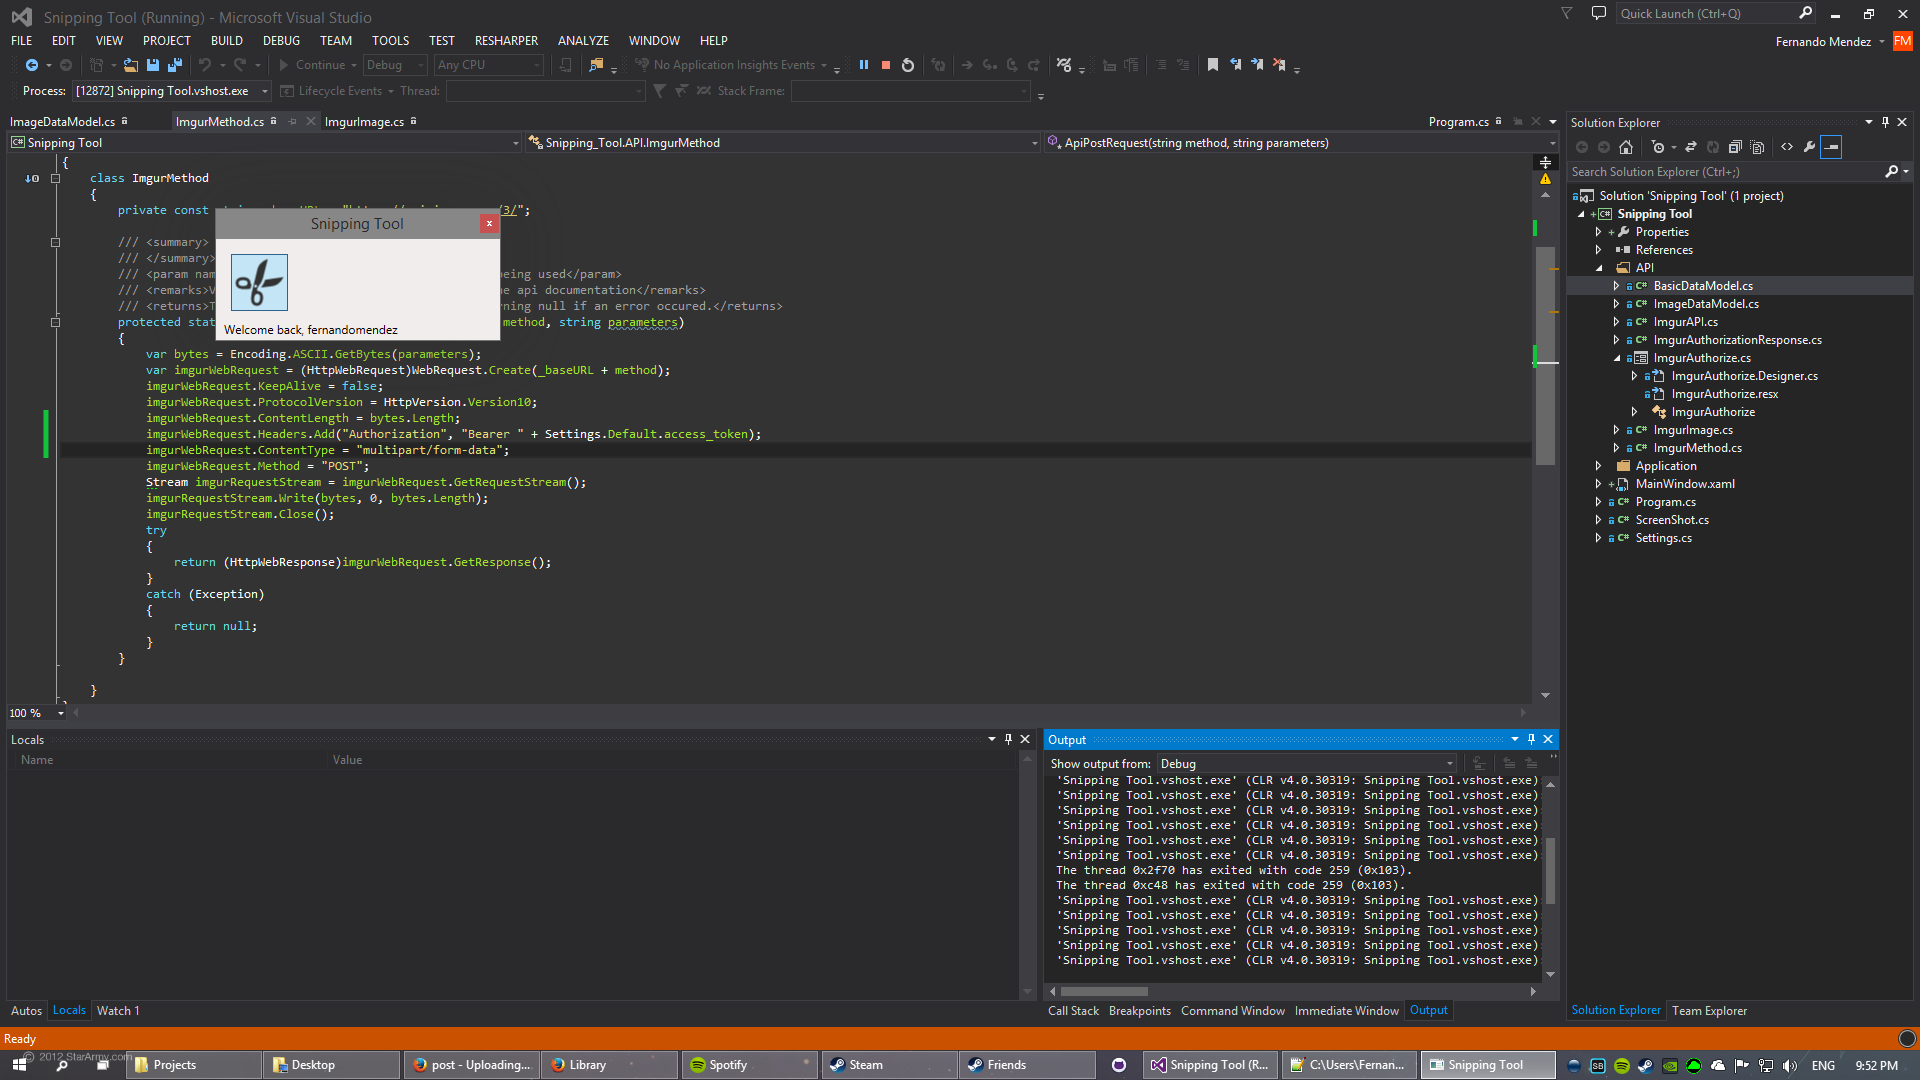 Snipping Tool (Running) - Microsoft Visual Studio
Quick Launch (Ctrl+Q)
FILE EDIT VIEW PROJECT BUILD DEBUG TEAM TOOLS TEST RESHARPER ANALYZE WINDOW HELP
Fernando Mendez FM
Continue Debug Any CPU No Application Insights Events
Process: [12872] Snipping Tool.vshost.exe Lifecycle Events Thread: Stack Frame:
ImageDataModel.cs ImgurMethod.cs ImgurImage.cs Program.cs
Snipping Tool Snipping_Tool.API.ImgurMethod ApiPostRequest(string method, string parameters)
{
class ImgurMethod
{
private const /3/";
/// <summary>
/// </summary>
/// <param nam eing used</param>
/// <remarks>V e api documentation</remarks>
/// <returns>T rning null if an error occured.</returns>
protected stat method, string parameters)
{
var bytes = Encoding.ASCII.GetBytes(parameters);
var imgurWebRequest = (HttpWebRequest)WebRequest.Create(_baseURL + method);
imgurWebRequest.KeepAlive = false;
imgurWebRequest.ProtocolVersion = HttpVersion.Version10;
imgurWebRequest.ContentLength = bytes.Length;
imgurWebRequest.Headers.Add("Authorization", "Bearer " + Settings.Default.access_token);
imgurWebRequest.ContentType = "multipart/form-data";
imgurWebRequest.Method = "POST";
Stream imgurRequestStream = imgurWebRequest.GetRequestStream();
imgurRequestStream.Write(bytes, 0, bytes.Length);
imgurRequestStream.Close();
try
{
return (HttpWebResponse)imgurWebRequest.GetResponse();
}
catch (Exception)
{
return null;
}
}
}
100 %
Snipping Tool
Welcome back, fernandomendez
Solution Explorer
Search Solution Explorer (Ctrl+;)
Solution 'Snipping Tool' (1 project)
Snipping Tool
Properties
References
API
BasicDataModel.cs
ImageDataModel.cs
ImgurAPI.cs
ImgurAuthorizationResponse.cs
ImgurAuthorize.cs
ImgurAuthorize.Designer.cs
ImgurAuthorize.resx
ImgurAuthorize
ImgurImage.cs
ImgurMethod.cs
Application
MainWindow.xaml
Program.cs
ScreenShot.cs
Settings.cs
Locals
Name Value
Autos Locals Watch 1
Output
Show output from: Debug
'Snipping Tool.vshost.exe' (CLR v4.0.30319: Snipping Tool.vshost.exe)
'Snipping Tool.vshost.exe' (CLR v4.0.30319: Snipping Tool.vshost.exe)
'Snipping Tool.vshost.exe' (CLR v4.0.30319: Snipping Tool.vshost.exe)
'Snipping Tool.vshost.exe' (CLR v4.0.30319: Snipping Tool.vshost.exe)
'Snipping Tool.vshost.exe' (CLR v4.0.30319: Snipping Tool.vshost.exe)
'Snipping Tool.vshost.exe' (CLR v4.0.30319: Snipping Tool.vshost.exe)
The thread 0x2f70 has exited with code 259 (0x103).
The thread 0xc48 has exited with code 259 (0x103).
'Snipping Tool.vshost.exe' (CLR v4.0.30319: Snipping Tool.vshost.exe)
'Snipping Tool.vshost.exe' (CLR v4.0.30319: Snipping Tool.vshost.exe)
'Snipping Tool.vshost.exe' (CLR v4.0.30319: Snipping Tool.vshost.exe)
'Snipping Tool.vshost.exe' (CLR v4.0.30319: Snipping Tool.vshost.exe)
'Snipping Tool.vshost.exe' (CLR v4.0.30319: Snipping Tool.vshost.exe)
Call Stack Breakpoints Command Window Immediate Window Output
Solution Explorer Team Explorer
Ready
© 2012 StarArmy.com
Projects Desktop post - Uploading... Library Spotify Steam Friends Snipping Tool (R... C:\Users\Fernan... Snipping Tool ENG 9:52 PM